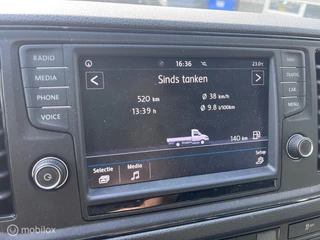 RADIO
MEDIA
PHONE
VOICE
16:36
23.0°C
Sinds tanken
520 km
13:39 h
Ø 38 km/h
Ø 9.8 l/100km
140 km
Selectie
Media
Setup
TRAFFIC
CAR
MENU
mobilox